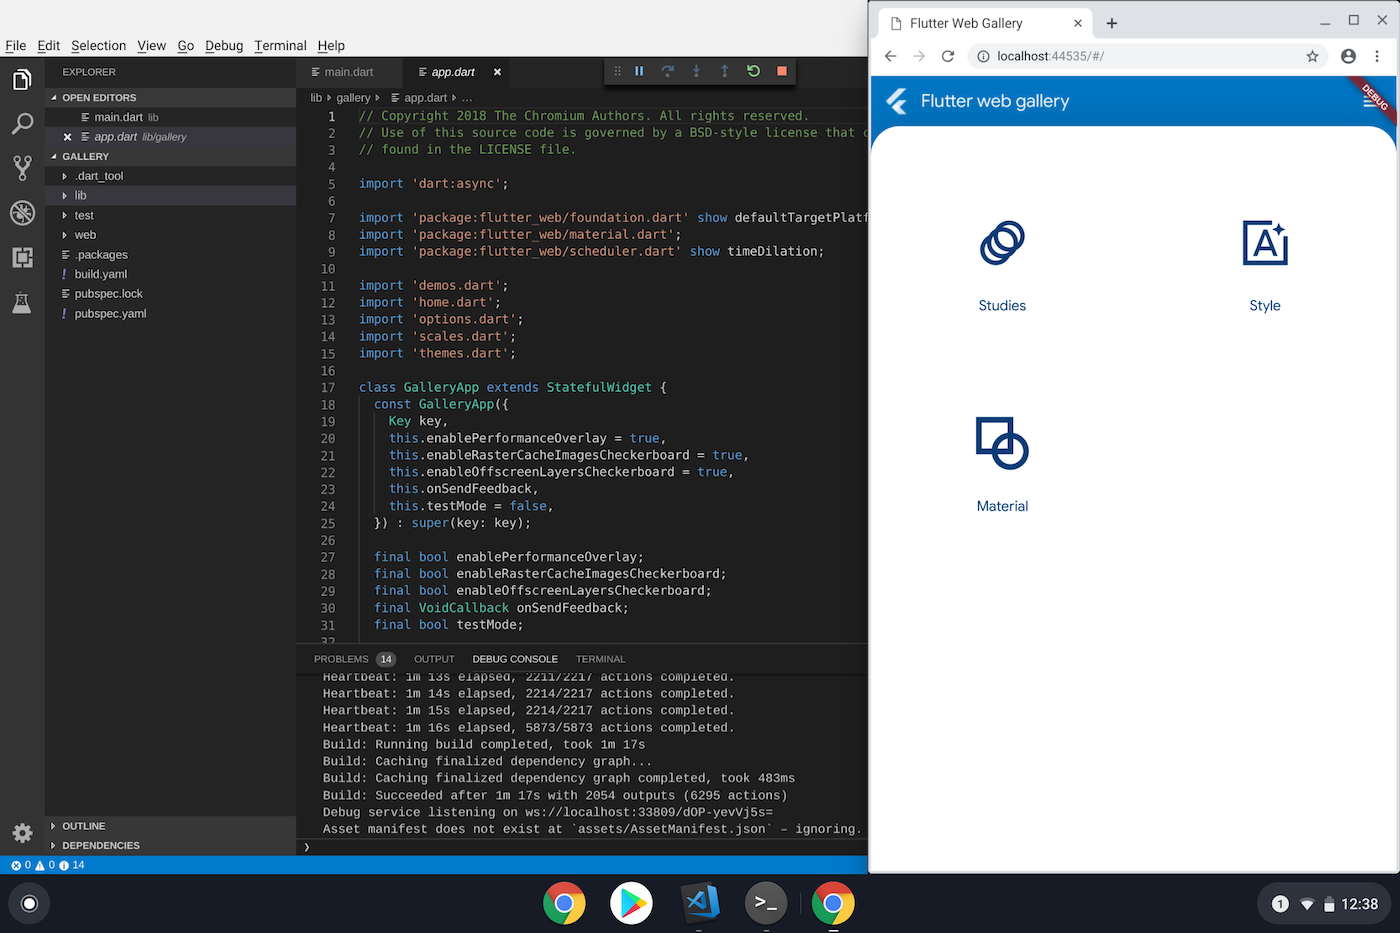 File Edit Selection View Go Debug Terminal Help
EXPLORER
OPEN EDITORS
main.dart lib
app.dart lib/gallery
GALLERY
.dart_tool
lib
test
web
.packages
build.yaml
pubspec.lock
pubspec.yaml
OUTLINE
DEPENDENCIES
main.dart
app.dart
lib gallery app.dart ...
1 // Copyright 2018 The Chromium Authors. All rights reserved.
2 // Use of this source code is governed by a BSD-style license that
3 // found in the LICENSE file.
4
5 import 'dart:async';
6
7 import 'package:flutter_web/foundation.dart' show defaultTargetPlatf
8 import 'package:flutter_web/material.dart';
9 import 'package:flutter_web/scheduler.dart' show timeDilation;
10
11 import 'demos.dart';
12 import 'home.dart';
13 import 'options.dart';
14 import 'scales.dart';
15 import 'themes.dart';
16
17 class GalleryApp extends StatefulWidget {
18 const GalleryApp({
19 Key key,
20 this.enablePerformanceOverlay = true,
21 this.enableRasterCacheImagesCheckerboard = true,
22 this.enableOffscreenLayersCheckerboard = true,
23 this.onSendFeedback,
24 this.testMode = false,
25 }) : super(key: key);
26
27 final bool enablePerformanceOverlay;
28 final bool enableRasterCacheImagesCheckerboard;
29 final bool enableOffscreenLayersCheckerboard;
30 final VoidCallback onSendFeedback;
31 final bool testMode;
32
PROBLEMS 14 OUTPUT DEBUG CONSOLE TERMINAL
Heartbeat: 1m 13s elapsed, 2211/2217 actions completed.
Heartbeat: 1m 14s elapsed, 2214/2217 actions completed.
Heartbeat: 1m 15s elapsed, 2214/2217 actions completed.
Heartbeat: 1m 16s elapsed, 5873/5873 actions completed.
Build: Running build completed, took 1m 17s
Build: Caching finalized dependency graph...
Build: Caching finalized dependency graph completed, took 483ms
Build: Succeeded after 1m 17s with 2054 outputs (6295 actions)
Debug service listening on ws://localhost:33809/dOP-yevVj5s=
Asset manifest does not exist at `assets/AssetManifest.json` – ignoring.
0 0 14
Flutter Web Gallery
localhost:44535/#/
Flutter web gallery
DEBUG
Studies
Style
Material
1 12:38